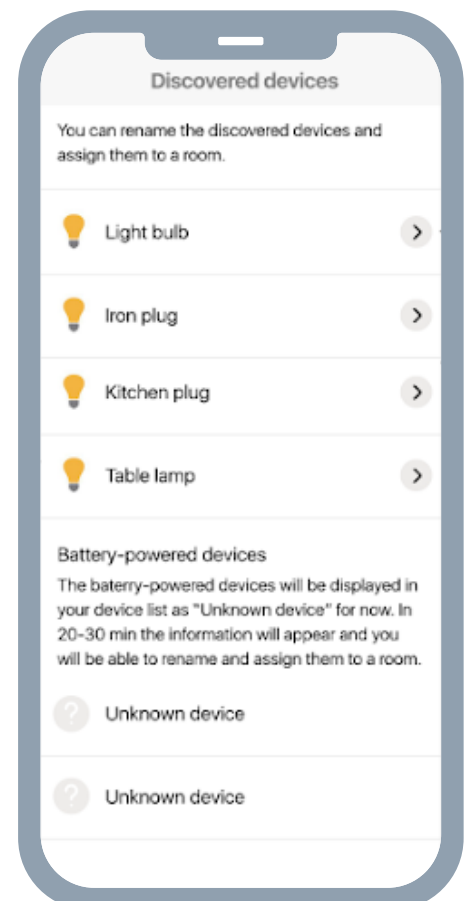 Discovered devices
You can rename the discovered devices and
assign them to a room.
Light bulb
Iron plug
Kitchen plug
Table lamp
Battery-powered devices
The baterry-powered devices will be displayed in
your device list as "Unknown device" for now. In
20-30 min the information will appear and you
will be able to rename and assign them to a room.
Unknown device
Unknown device